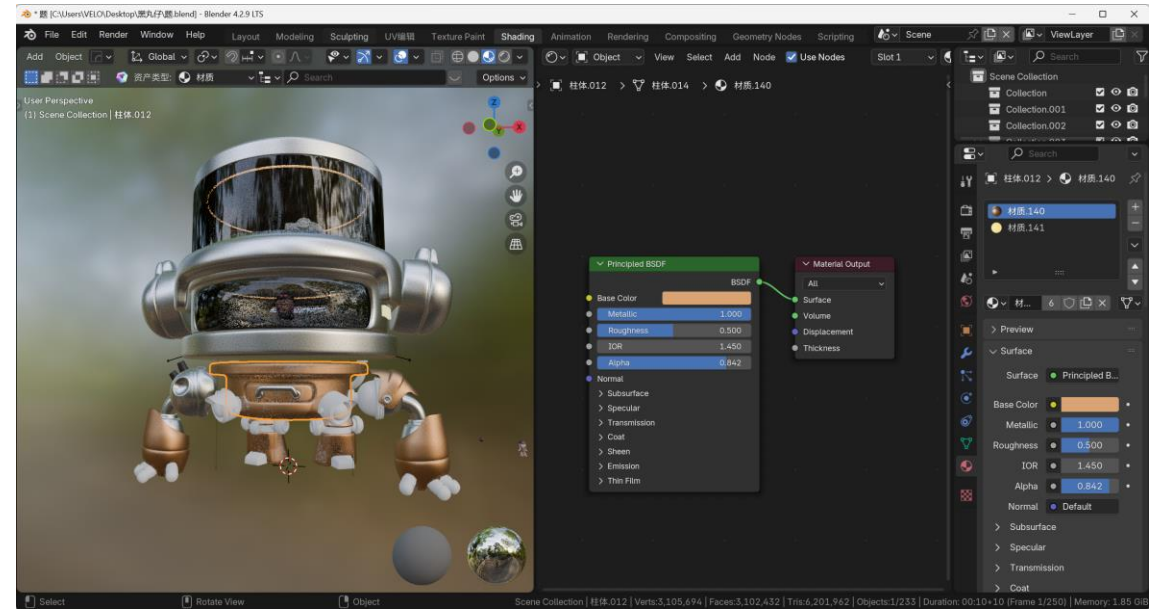 * 题 [C:\Users\VELO\Desktop\黑丸仔\题.blend] - Blender 4.2.9 LTS
File Edit Render Window Help Layout Modeling Sculpting UV编辑 Texture Paint Shading Animation Rendering Compositing Geometry Nodes Scripting Scene ViewLayer
Add Object Global Object View Select Add Node Use Nodes Slot 1 Search
资产类型: 材质 Search Options
User Perspective
(1) Scene Collection | 柱体.012
柱体.012 > 柱体.014 > 材质.140
Principled BSDF
BSDF
Base Color
Metallic 1.000
Roughness 0.500
IOR 1.450
Alpha 0.842
Normal
Subsurface
Specular
Transmission
Coat
Sheen
Emission
Thin Film
Material Output
All
Surface
Volume
Displacement
Thickness
Scene Collection
Collection
Collection.001
Collection.002
Search
柱体.012 > 材质.140
材质.140
材质.141
材... 6
Preview
Surface
Surface Principled B...
Base Color
Metallic 1.000
Roughness 0.500
IOR 1.450
Alpha 0.842
Normal Default
Subsurface
Specular
Transmission
Coat
Select Rotate View Object Scene Collection | 柱体.012 | Verts:3,105,694 | Faces:3,102,432 | Tris:6,201,962 | Objects:1/233 | Duration: 00:10+10 (Frame 1/250) | Memory: 1.85 GiB